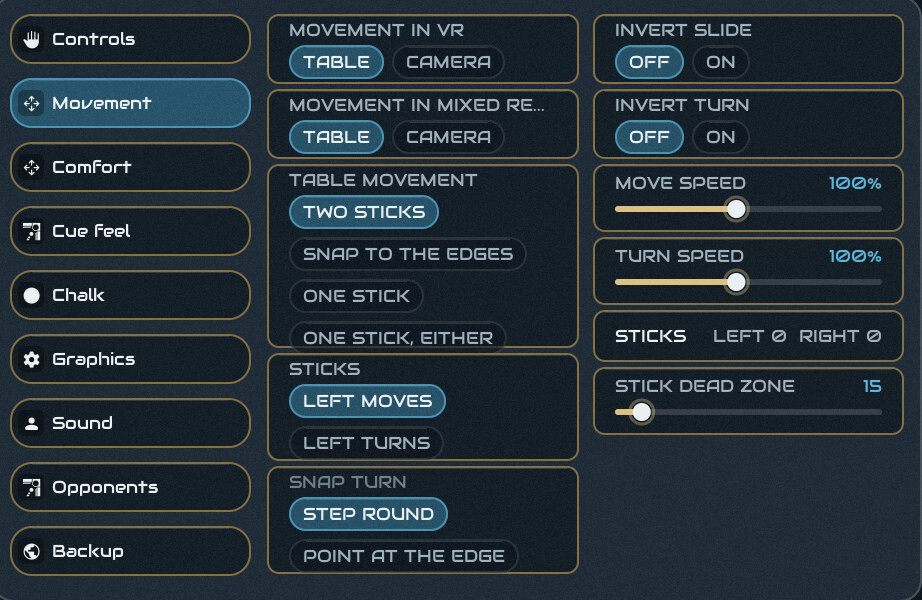 Controls
Movement
Comfort
Cue feel
Chalk
Graphics
Sound
Opponents
Backup
MOVEMENT IN VR
TABLE CAMERA
MOVEMENT IN MIXED RE...
TABLE CAMERA
TABLE MOVEMENT
TWO STICKS
SNAP TO THE EDGES
ONE STICK
ONE STICK, EITHER
STICKS
LEFT MOVES
LEFT TURNS
SNAP TURN
STEP ROUND
POINT AT THE EDGE
INVERT SLIDE
OFF ON
INVERT TURN
OFF ON
MOVE SPEED 100%
TURN SPEED 100%
STICKS LEFT 0 RIGHT 0
STICK DEAD ZONE 15